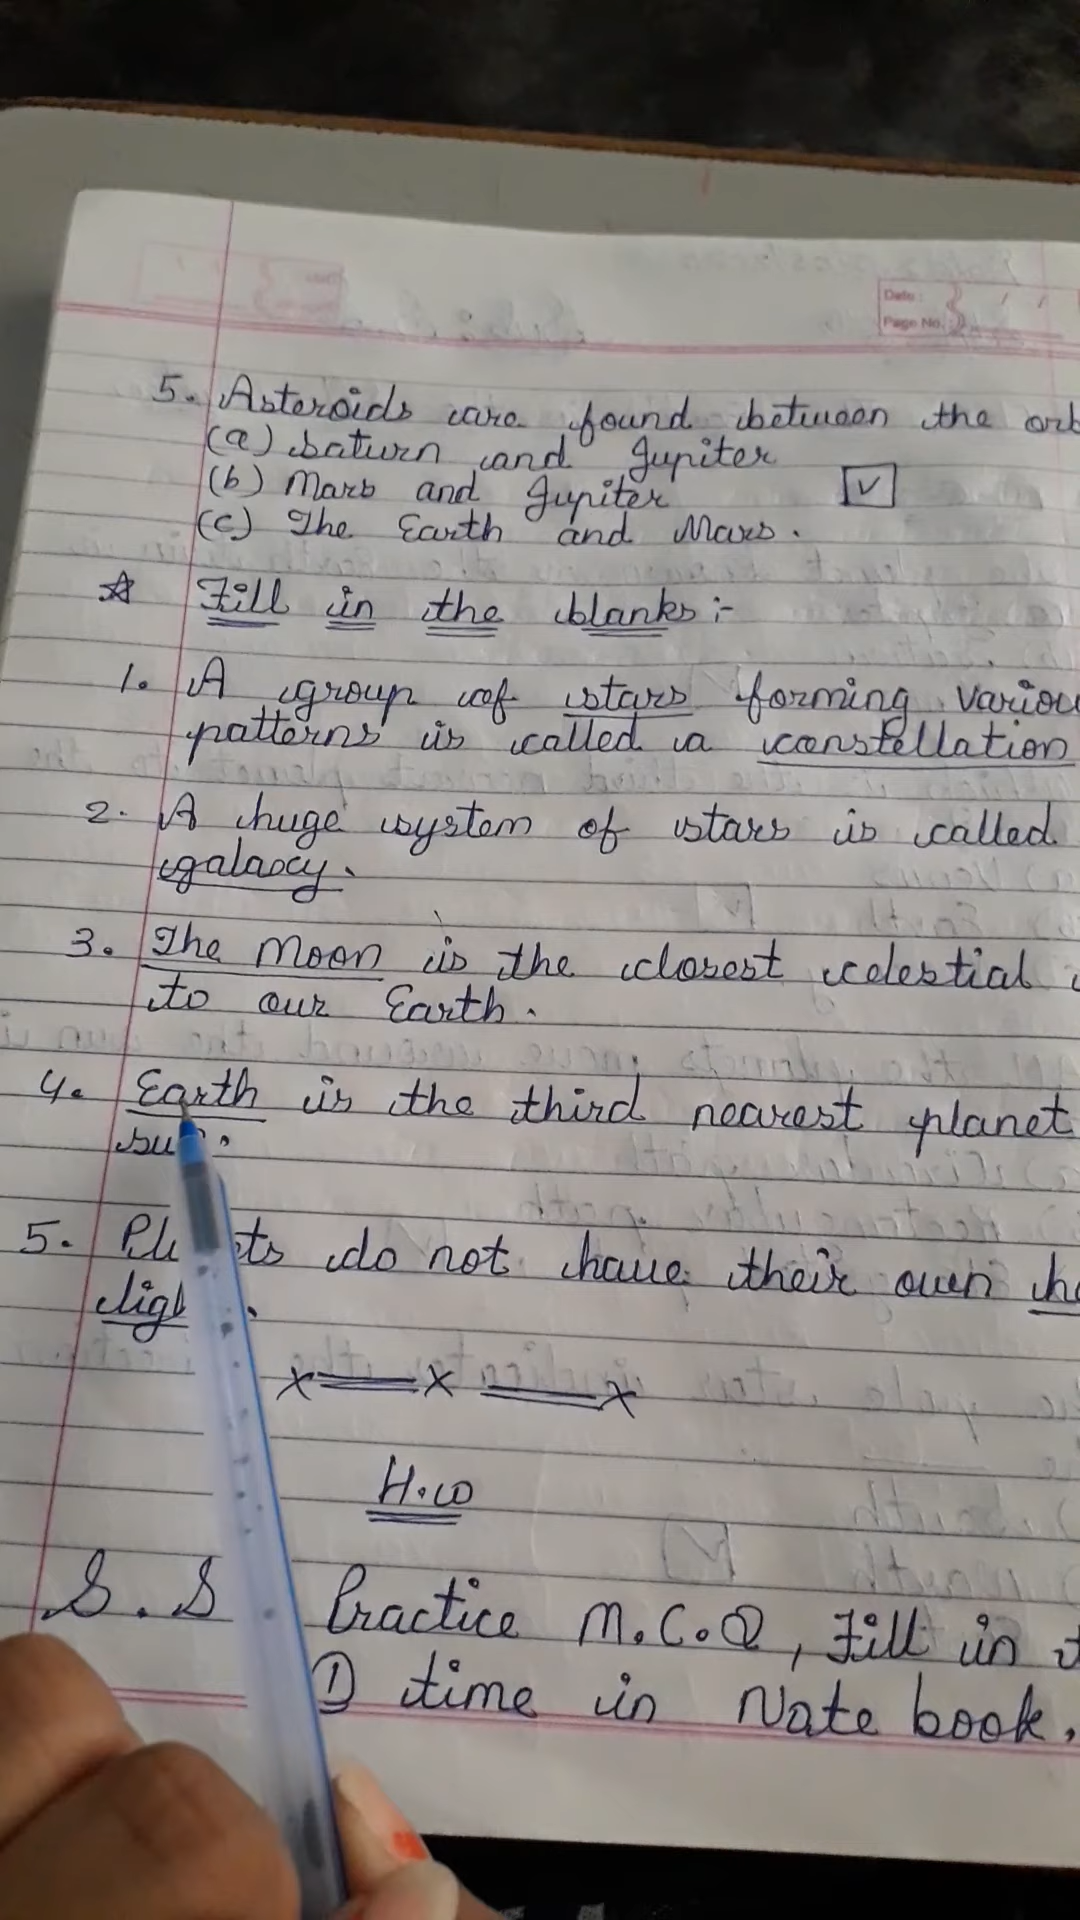 Date:
Page No.
5. Asteroids are found between the orb
(a) Saturn and Jupiter
(b) Mars and Jupiter
(c) The Earth and Mars.
Fill in the blanks :-
1. A group of stars forming variou
patterns is called a constellation
2. A huge system of stars is called
galaxy.
3. The Moon is the closest celestial
to our Earth.
4. Earth is the third nearest planet
5. do not have their own he
H.W
S.S Practice M.C.Q, Fill in t
① time in Note book.